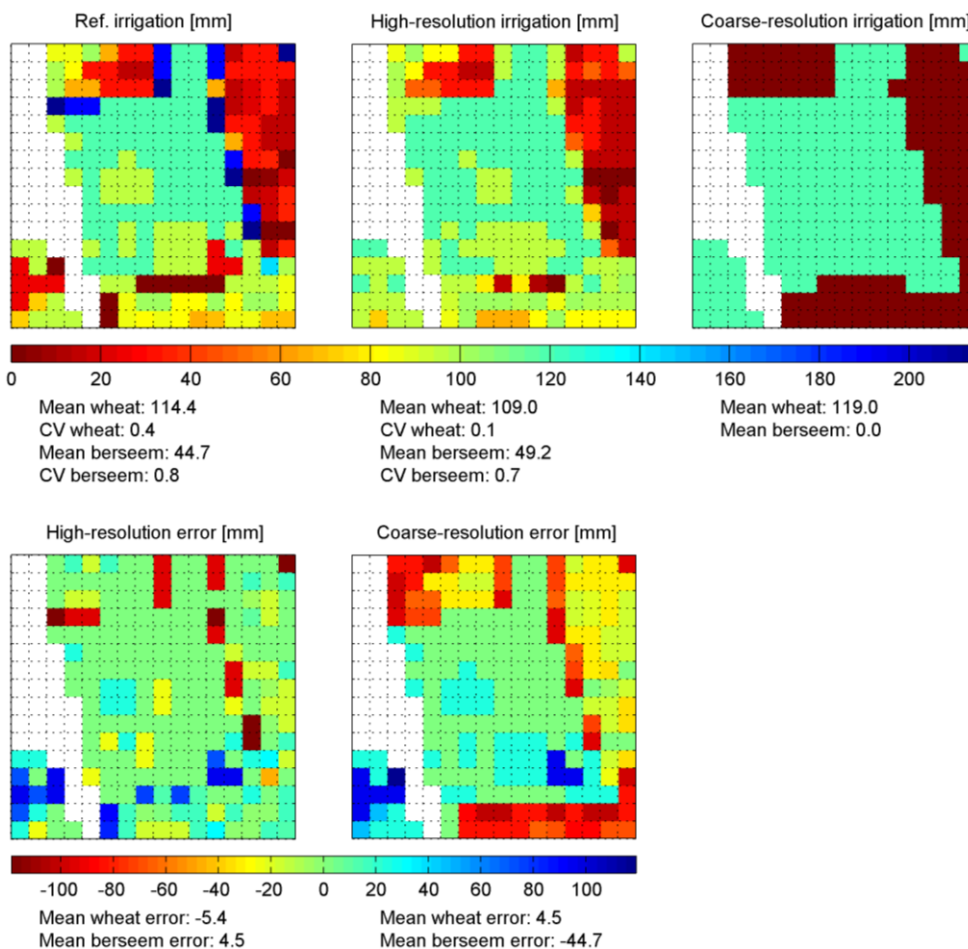 Ref. irrigation [mm]
High-resolution irrigation [mm]
Coarse-resolution irrigation [mm]
0 20 40 60 80 100 120 140 160 180 200
Mean wheat: 114.4
CV wheat: 0.4
Mean berseem: 44.7
CV berseem: 0.8
Mean wheat: 109.0
CV wheat: 0.1
Mean berseem: 49.2
CV berseem: 0.7
Mean wheat: 119.0
Mean berseem: 0.0
High-resolution error [mm]
Coarse-resolution error [mm]
-100 -80 -60 -40 -20 0 20 40 60 80 100
Mean wheat error: -5.4
Mean berseem error: 4.5
Mean wheat error: 4.5
Mean berseem error: -44.7